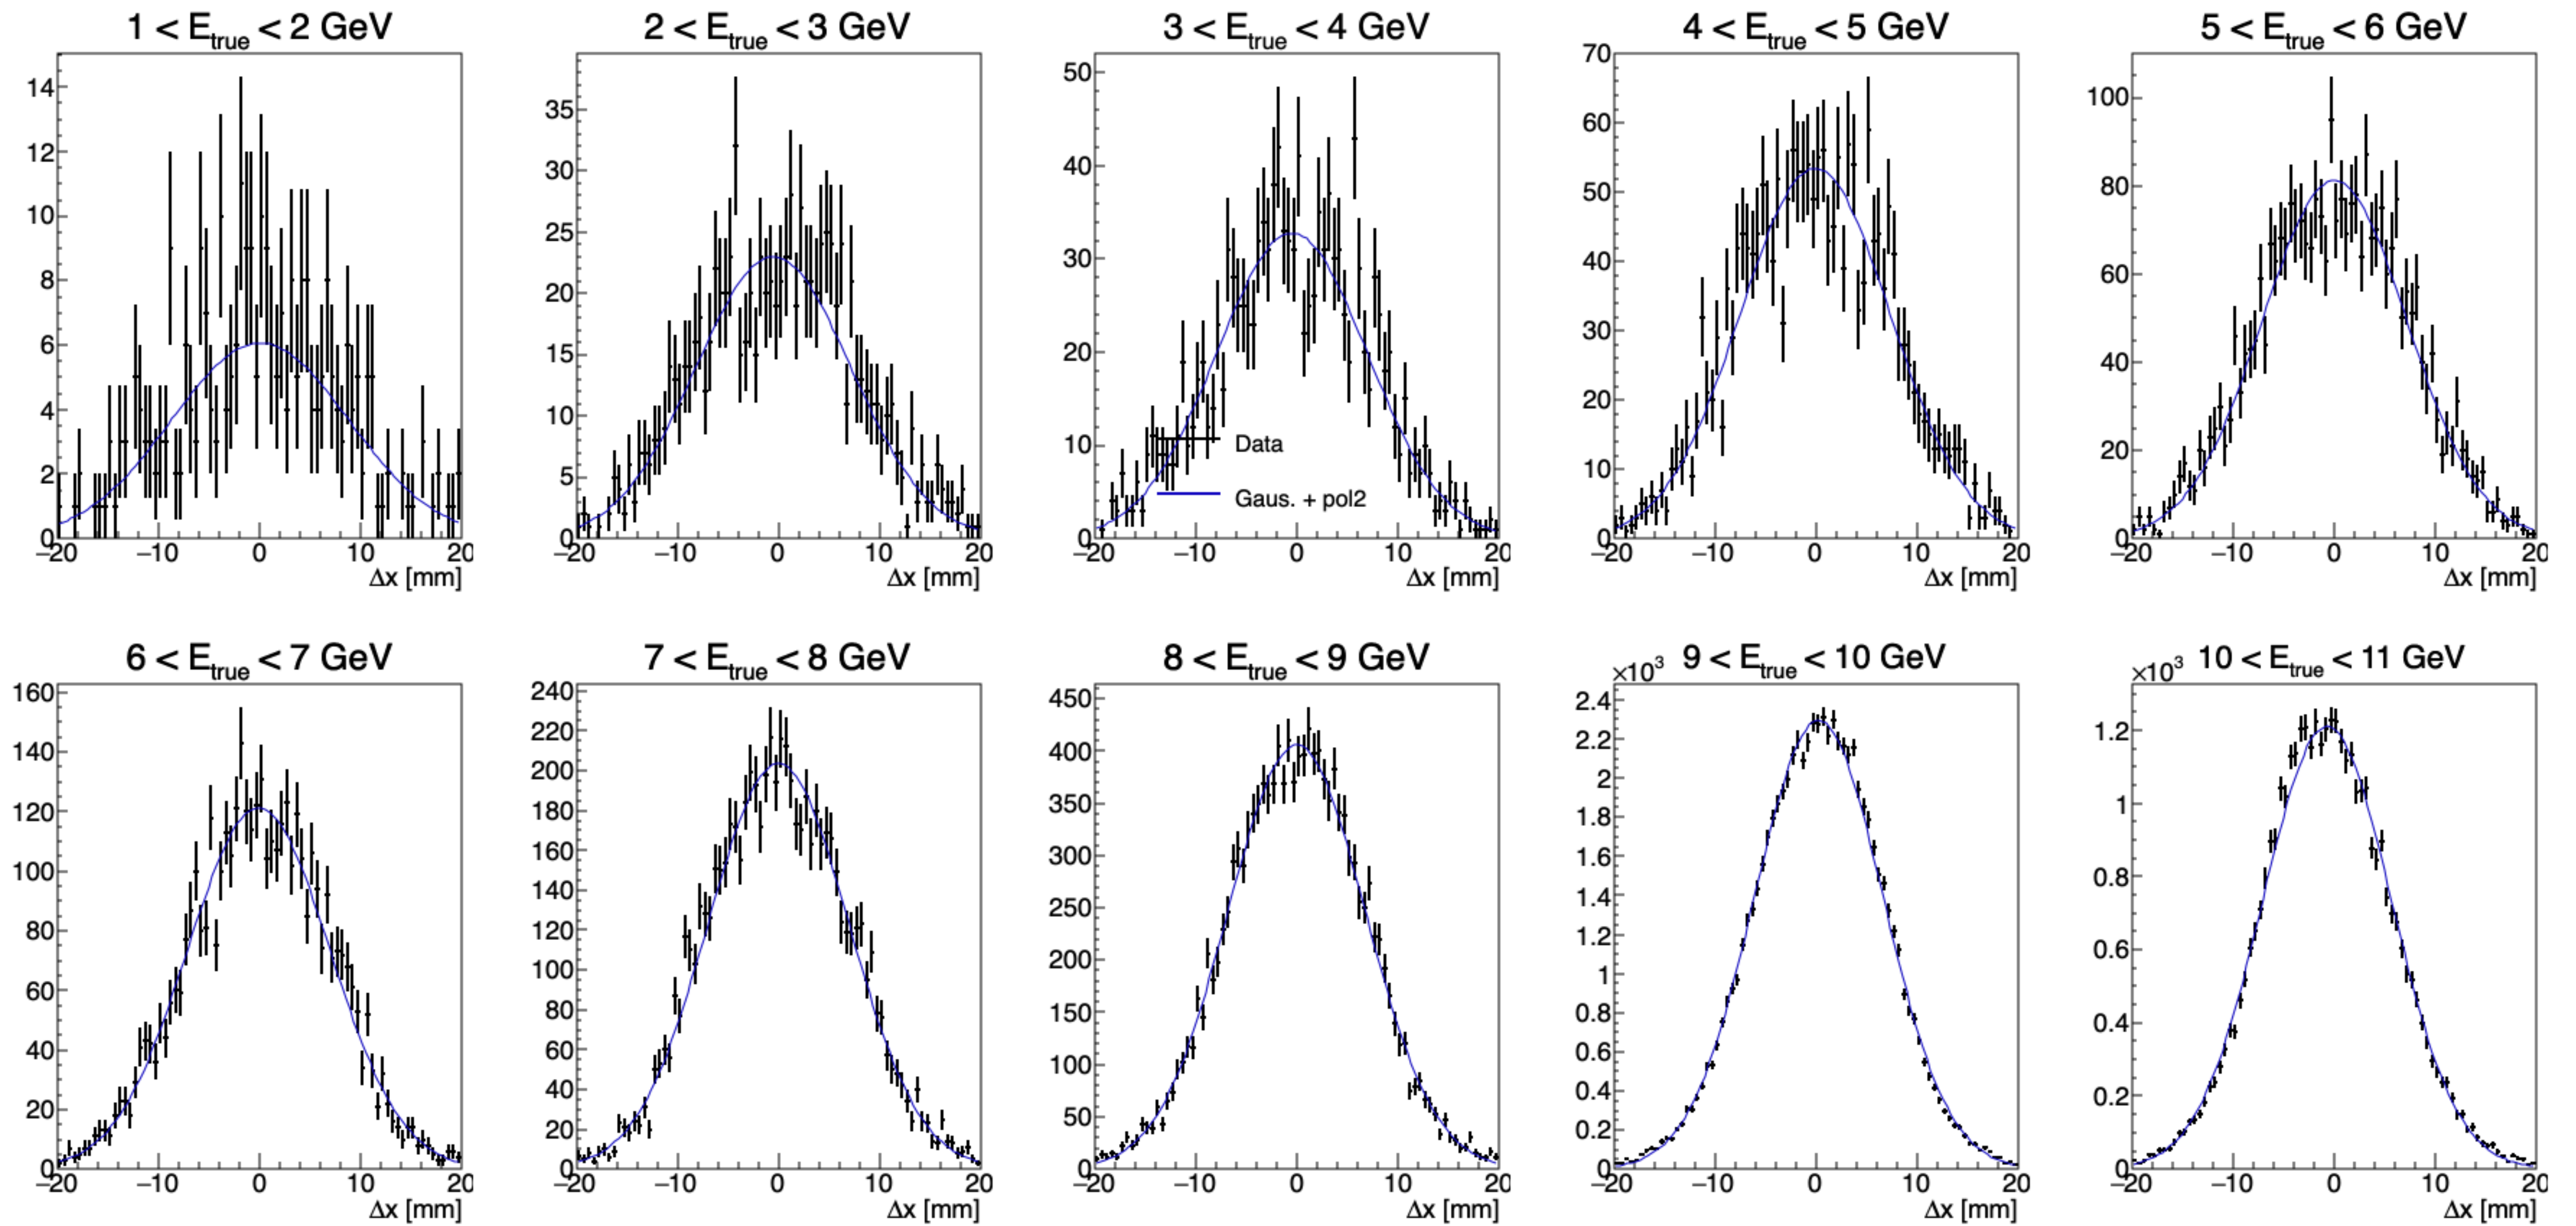 1 < E_true < 2 GeV
14
12
10
8
6
4
2
0
−20 −10 0 10 20
Δx [mm]
2 < E_true < 3 GeV
35
30
25
20
15
10
5
0
−20 −10 0 10 20
Δx [mm]
3 < E_true < 4 GeV
50
40
30
20
10
0
Data
Gaus. + pol2
−20 −10 0 10 20
Δx [mm]
4 < E_true < 5 GeV
70
60
50
40
30
20
10
0
−20 −10 0 10 20
Δx [mm]
5 < E_true < 6 GeV
100
80
60
40
20
0
−20 −10 0 10 20
Δx [mm]
6 < E_true < 7 GeV
160
140
120
100
80
60
40
20
0
−20 −10 0 10 20
Δx [mm]
7 < E_true < 8 GeV
240
220
200
180
160
140
120
100
80
60
40
20
0
−20 −10 0 10 20
Δx [mm]
8 < E_true < 9 GeV
450
400
350
300
250
200
150
100
50
0
−20 −10 0 10 20
Δx [mm]
×10³ 9 < E_true < 10 GeV
2.4
2.2
2
1.8
1.6
1.4
1.2
1
0.8
0.6
0.4
0.2
0
−20 −10 0 10 20
Δx [mm]
×10³ 10 < E_true < 11 GeV
1.2
1
0.8
0.6
0.4
0.2
0
−20 −10 0 10 20
Δx [mm]